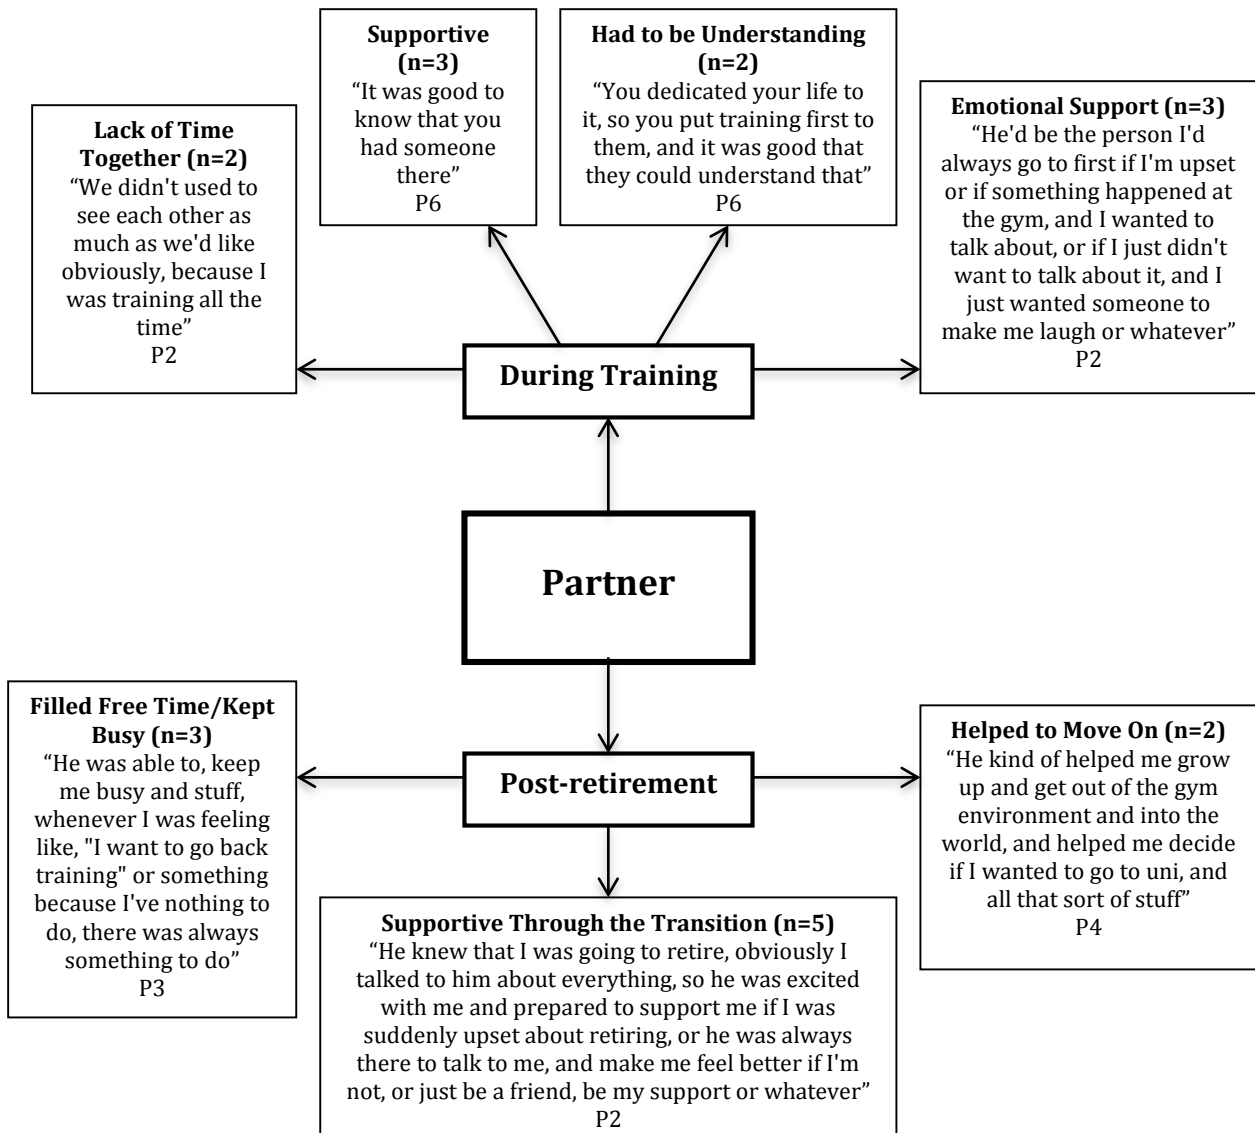 Supportive
(n=3)
“It was good to
know that you
had someone
there”
P6
Had to be Understanding
(n=2)
“You dedicated your life to
it, so you put training first to
them, and it was good that
they could understand that”
P6
Lack of Time
Together (n=2)
“We didn't used to
see each other as
much as we'd like
obviously, because I
was training all the
time”
P2
Emotional Support (n=3)
“He'd be the person I'd
always go to first if I'm upset
or if something happened at
the gym, and I wanted to
talk about, or if I just didn't
want to talk about it, and I
just wanted someone to
make me laugh or whatever”
P2
During Training
Partner
Post-retirement
Filled Free Time/Kept
Busy (n=3)
“He was able to, keep
me busy and stuff,
whenever I was feeling
like, "I want to go back
training" or something
because I've nothing to
do, there was always
something to do”
P3
Helped to Move On (n=2)
“He kind of helped me grow
up and get out of the gym
environment and into the
world, and helped me decide
if I wanted to go to uni, and
all that sort of stuff”
P4
Supportive Through the Transition (n=5)
“He knew that I was going to retire, obviously I
talked to him about everything, so he was excited
with me and prepared to support me if I was
suddenly upset about retiring, or he was always
there to talk to me, and make me feel better if I'm
not, or just be a friend, be my support or whatever”
P2